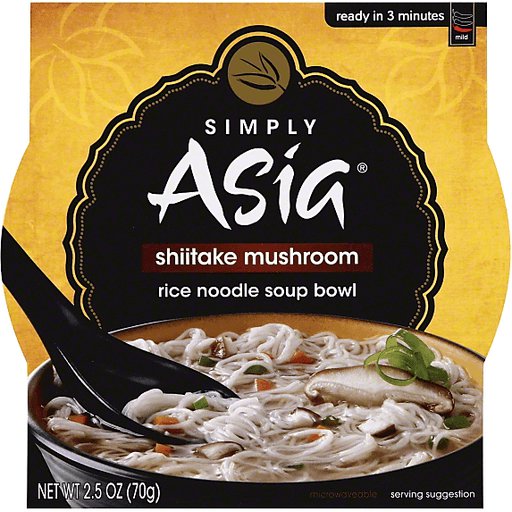 ready in 3 minutes
mild
SIMPLY
Asia®
shiitake mushroom
rice noodle soup bowl
NET WT 2.5 OZ (70g)
microwaveable
serving suggestion